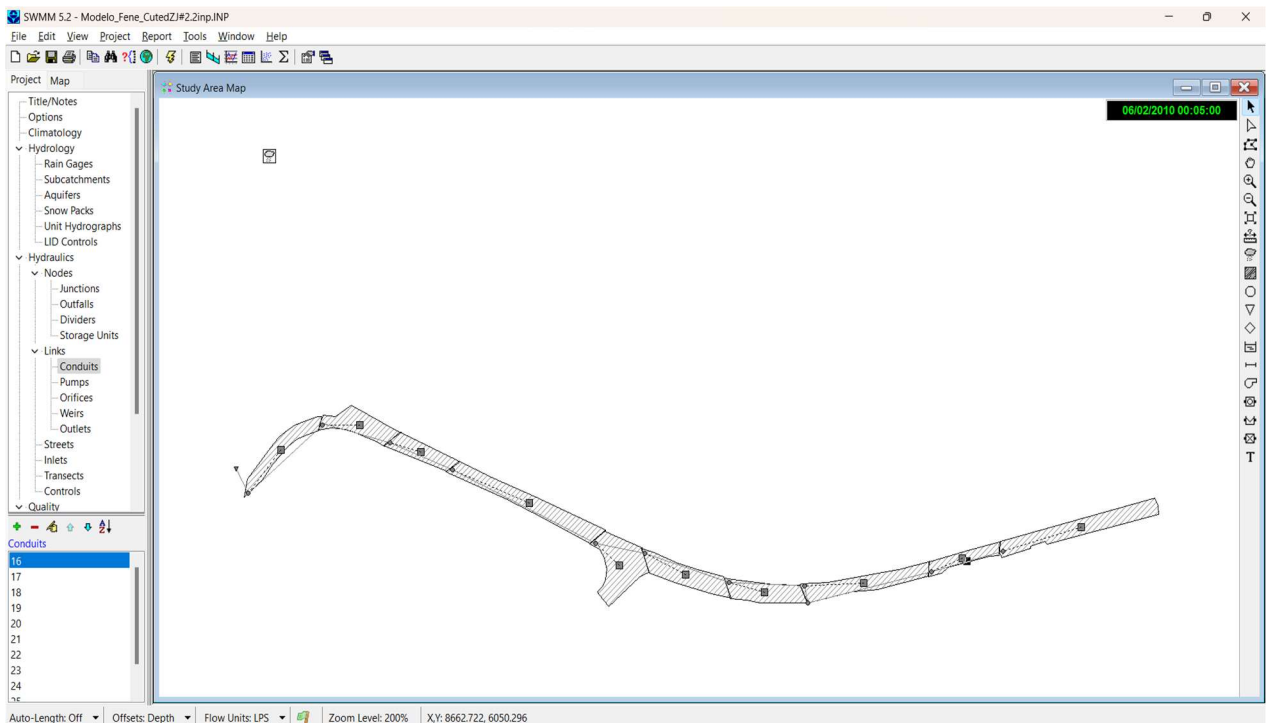 SWMM 5.2 - Modelo_Fene_CutedZJ#2.2inp.INP
File Edit View Project Report Tools Window Help
Project Map
Title/Notes
Options
Climatology
Hydrology
Rain Gages
Subcatchments
Aquifers
Snow Packs
Unit Hydrographs
LID Controls
Hydraulics
Nodes
Junctions
Outfalls
Dividers
Storage Units
Links
Conduits
Pumps
Orifices
Weirs
Outlets
Streets
Inlets
Transects
Controls
Quality
Conduits
16
17
18
19
20
21
22
23
24
25
Study Area Map
06/02/2010 00:05:00
T
Auto-Length: Off Offsets: Depth Flow Units: LPS Zoom Level: 200% X,Y: 8662.722, 6050.296